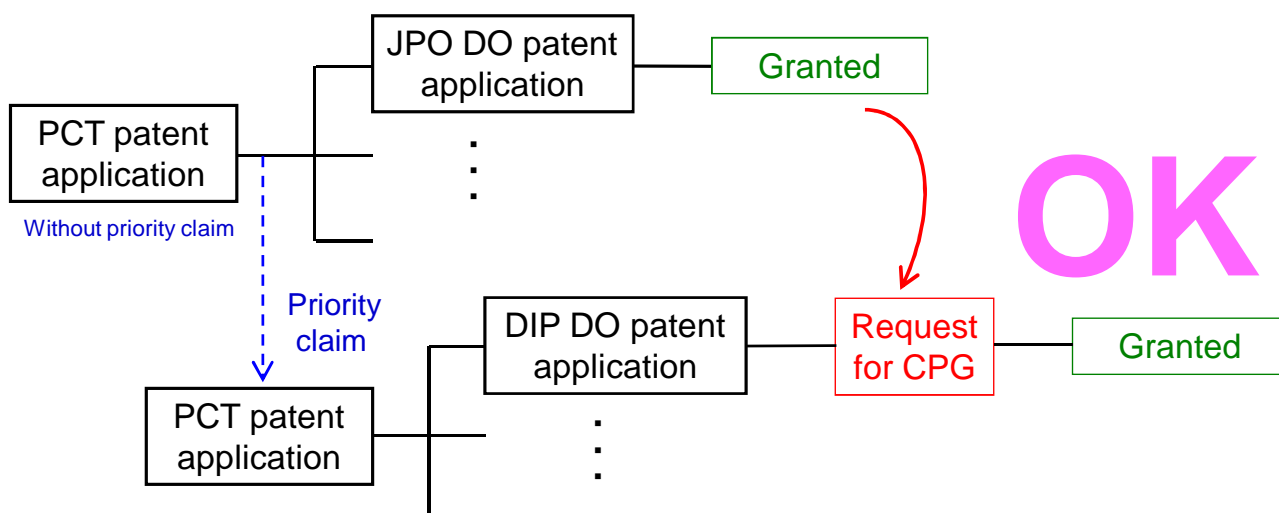 JPO DO patent
application
Granted
PCT patent
application
Without priority claim
OK
Priority
claim
DIP DO patent
application
Request
for CPG
Granted
PCT patent
application